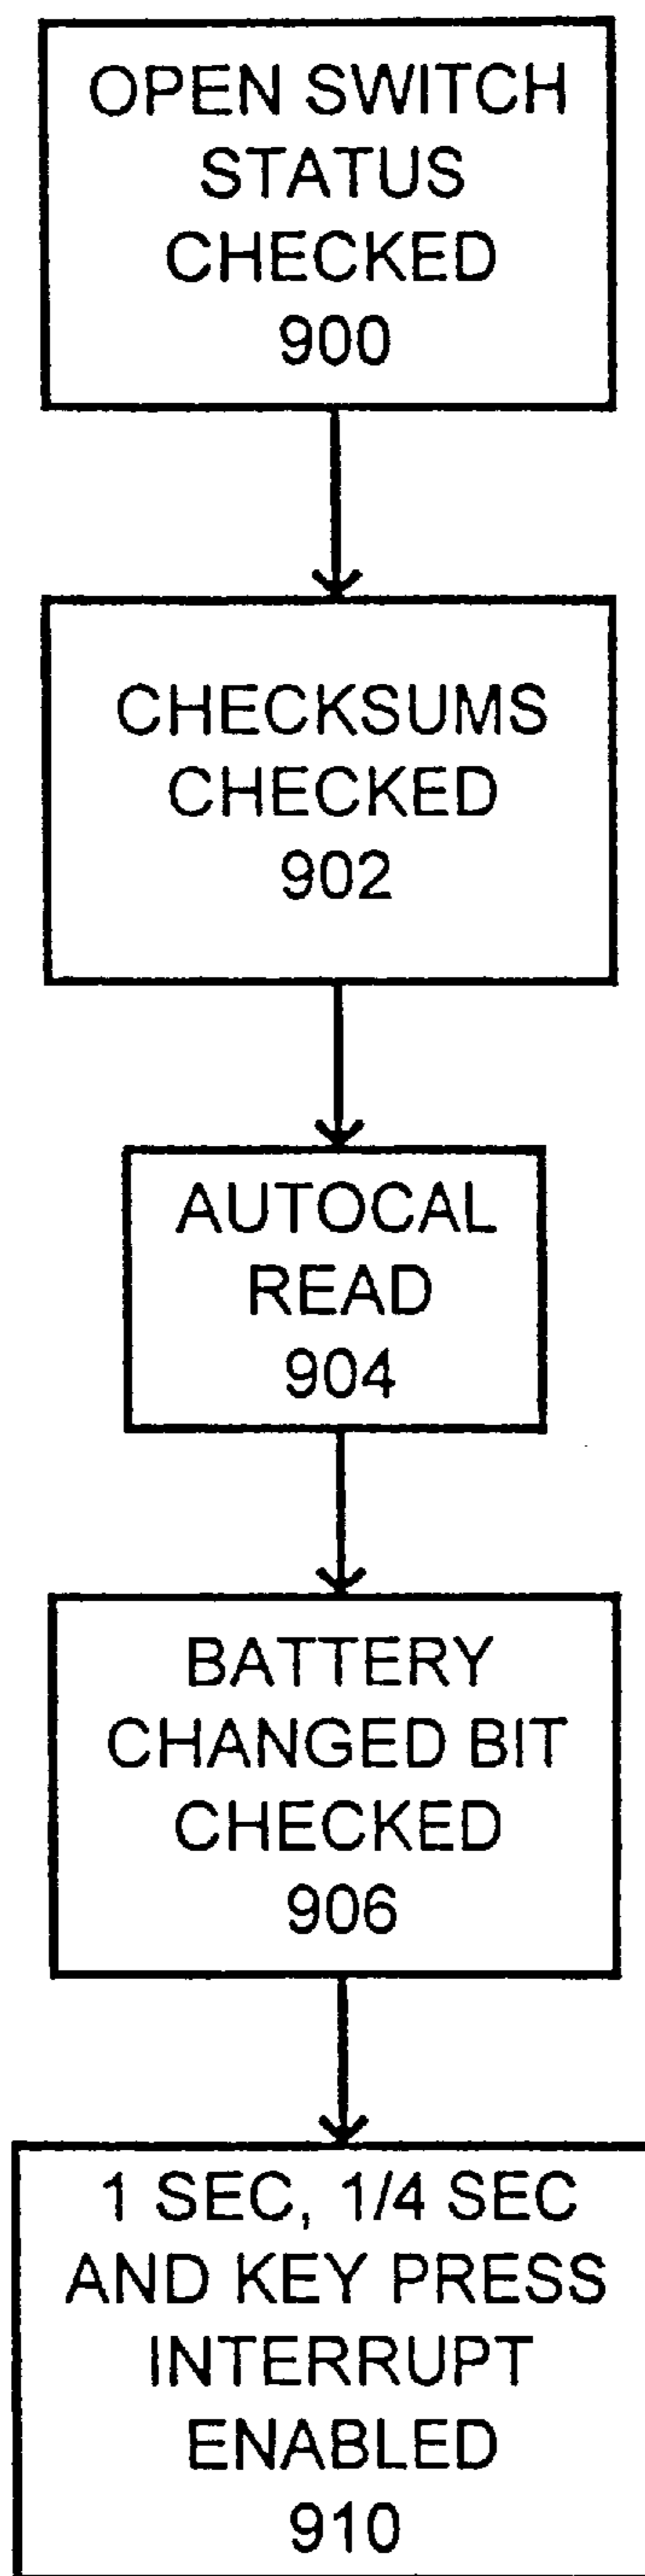 OPEN SWITCH
STATUS
CHECKED
900
CHECKSUMS
CHECKED
902
AUTOCAL
READ
904
BATTERY
CHANGED BIT
CHECKED
906
1 SEC, 1/4 SEC
AND KEY PRESS
INTERRUPT
ENABLED
910